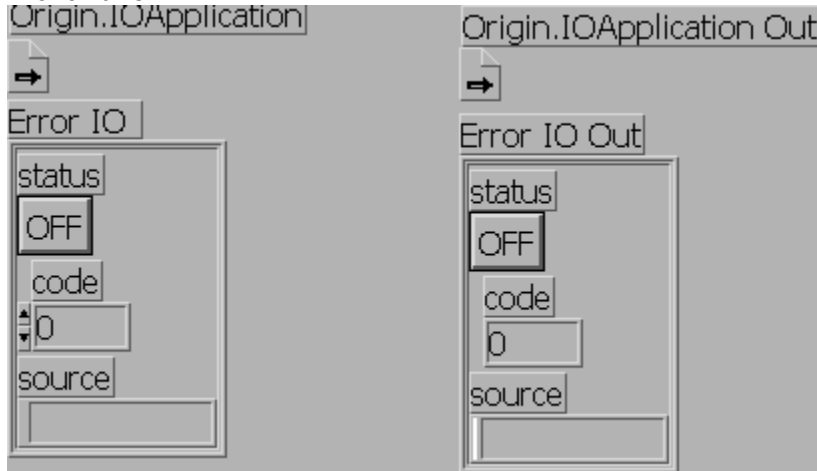 Origin.IOApplication
Error IO
status
OFF
code
0
source
Origin.IOApplication Out
Error IO Out
status
OFF
code
0
source